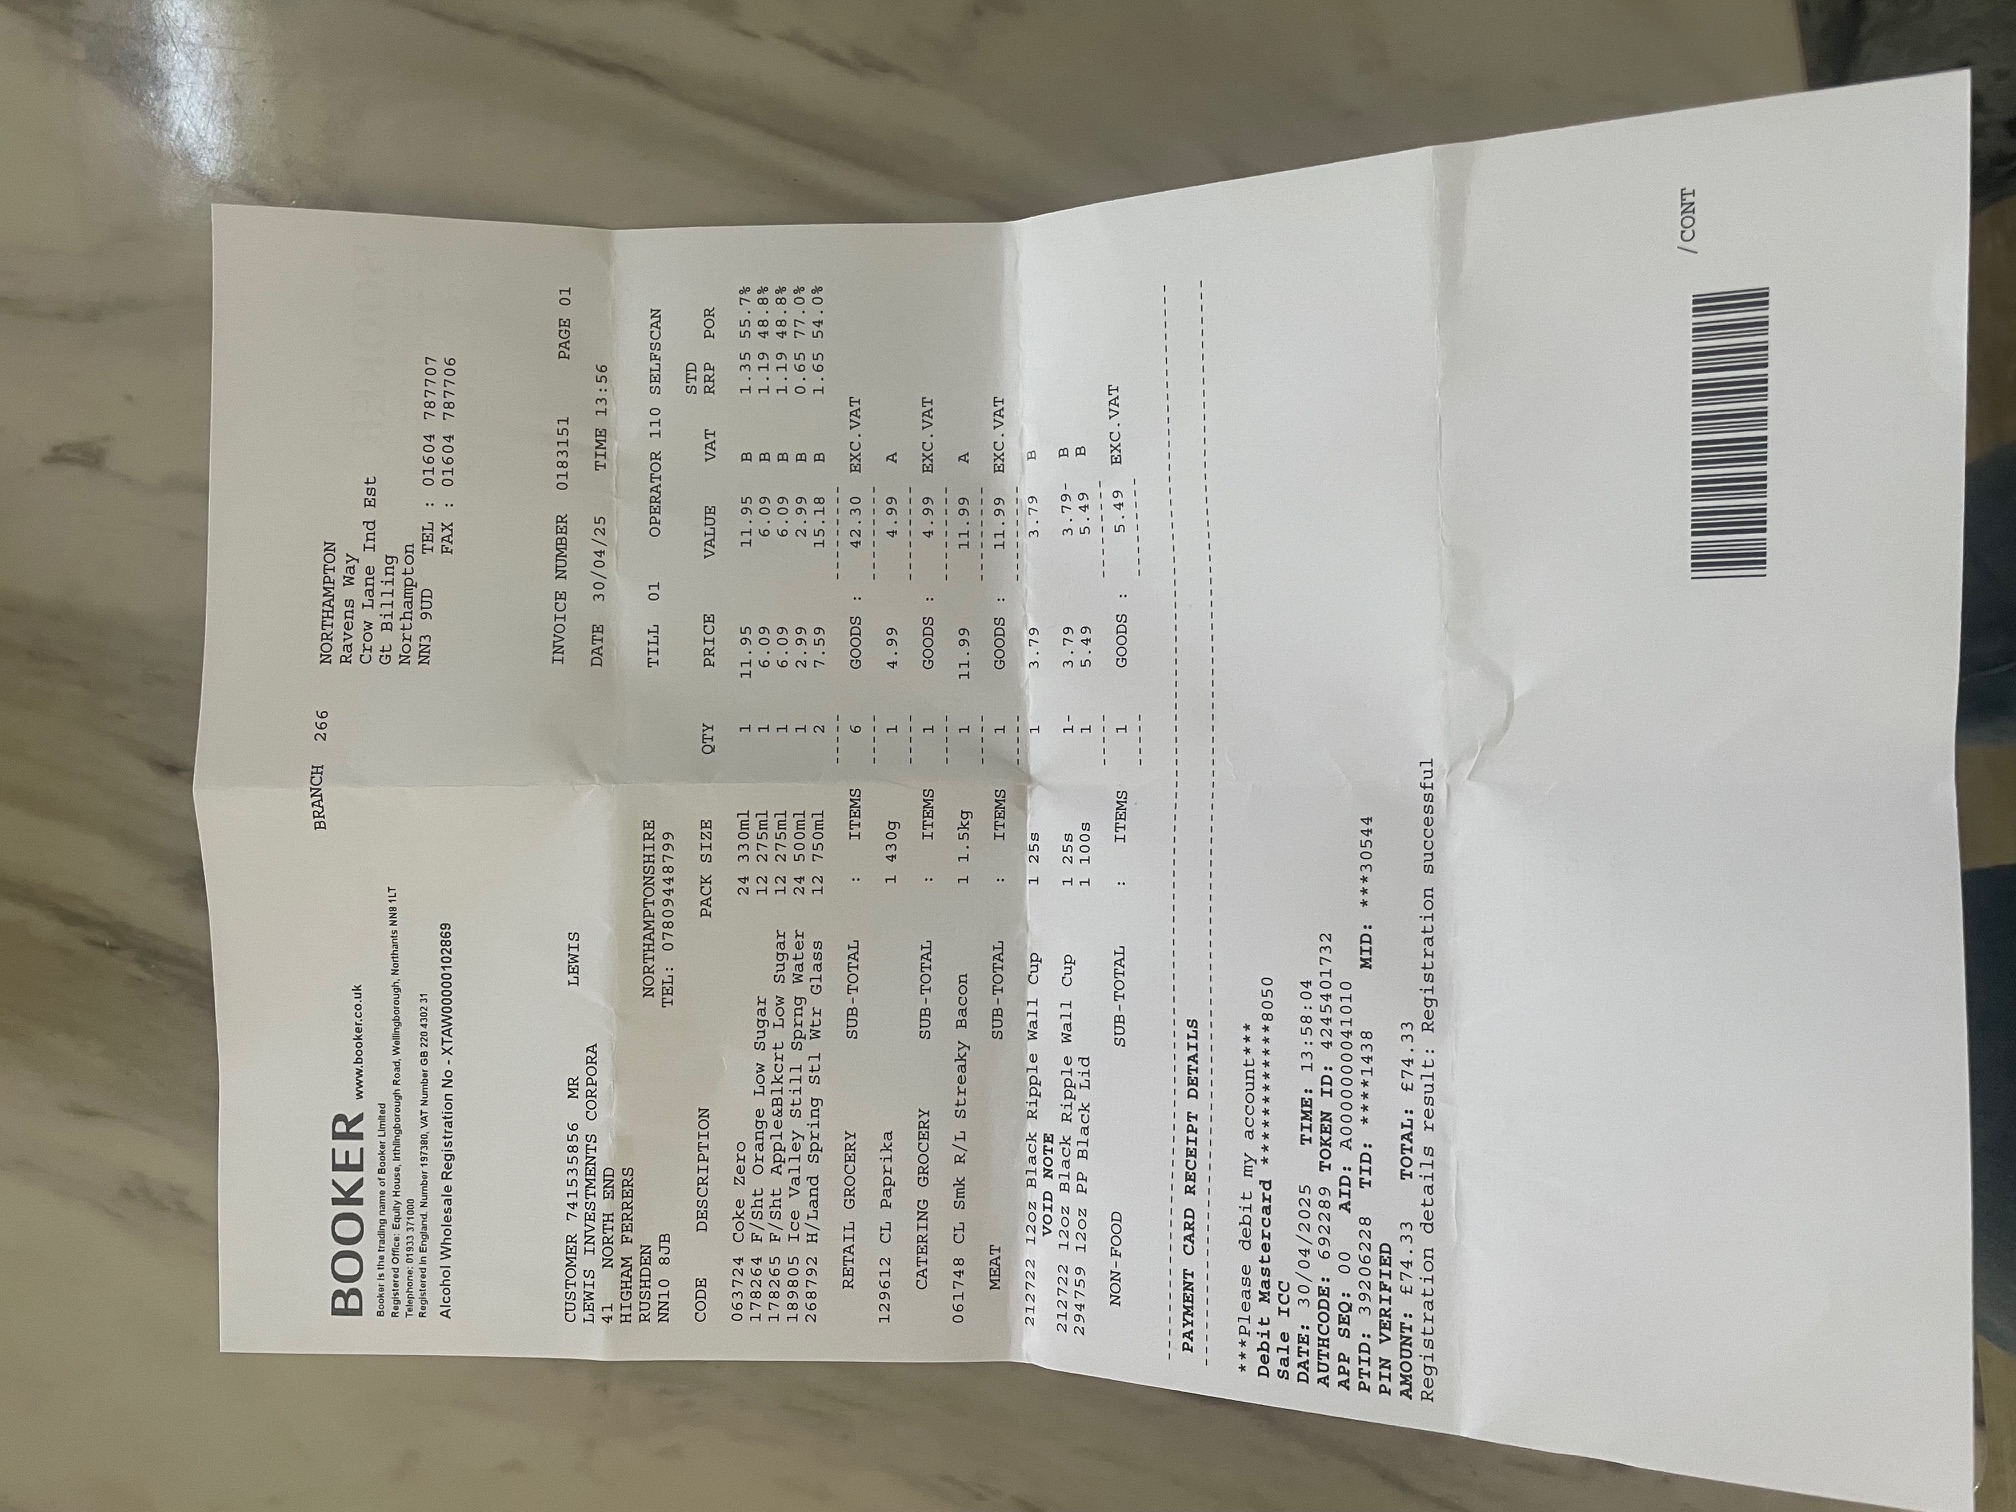 BRANCH 266
BOOKER www.booker.co.uk
Booker is the trading name of Booker Limited
Registered Office: Equity House, Irthlingborough Road, Wellingborough, Northants NN8 1LT
Telephone: 01933 371000
Registered In England. Number 197380, VAT Number GB 220 4302 31
Alcohol Wholesale Registration No - XTAW00000102869
NORTHAMPTON
Ravens Way
Crow Lane Ind Est
Gt Billing
Northampton
NN3 9UD TEL : 01604 787707
FAX : 01604 787706
CUSTOMER 741535856 MR LEWIS
LEWIS INVESTMENTS CORPORA
41 NORTH END
HIGHAM FERRERS
RUSHDEN NORTHAMPTONSHIRE
NN10 8JB TEL: 07809448799
INVOICE NUMBER 0183151 PAGE 01
DATE 30/04/25 TIME 13:56
TILL 01 OPERATOR 110 SELFSCAN
CODE DESCRIPTION PACK SIZE QTY PRICE VALUE VAT STD RRP POR
063724 Coke Zero 24 330ml 1 11.95 11.95 B 1.35 55.7%
178264 F/Sht Orange Low Sugar 12 275ml 1 6.09 6.09 B 1.19 48.8%
178265 F/Sht Apple&Blkcrt Low Sugar 12 275ml 1 6.09 6.09 B 1.19 48.8%
189805 Ice Valley Still Sprng Water 24 500ml 1 2.99 2.99 B 0.65 77.0%
268792 H/Land Spring Stl Wtr Glass 12 750ml 2 7.59 15.18 B 1.65 54.0%
----- ---------
RETAIL GROCERY SUB-TOTAL : ITEMS 6 GOODS : 42.30 EXC.VAT
----- ---------
129612 CL Paprika 1 430g 1 4.99 4.99 A
----- ---------
CATERING GROCERY SUB-TOTAL : ITEMS 1 GOODS : 4.99 EXC.VAT
----- ---------
061748 CL Smk R/L Streaky Bacon 1 1.5kg 1 11.99 11.99 A
----- ---------
MEAT SUB-TOTAL : ITEMS 1 GOODS : 11.99 EXC.VAT
----- ---------
212722 12oz Black Ripple Wall Cup 1 25s 1 3.79 3.79 B
VOID NOTE
212722 12oz Black Ripple Wall Cup 1 25s 1- 3.79 3.79- B
294759 12oz PP Black Lid 1 100s 1 5.49 5.49 B
----- ---------
NON-FOOD SUB-TOTAL : ITEMS 1 GOODS : 5.49 EXC.VAT
----- ---------
PAYMENT CARD RECEIPT DETAILS
***Please debit my account***
Debit Mastercard ************8050
Sale ICC
DATE: 30/04/2025 TIME: 13:58:04
AUTHCODE: 692289 TOKEN ID: 4245401732
APP SEQ: 00 AID: A0000000041010
PTID: 39206228 TID: ****1438 MID: ***30544
PIN VERIFIED
AMOUNT: £74.33 TOTAL: £74.33
Registration details result: Registration successful
/CONT